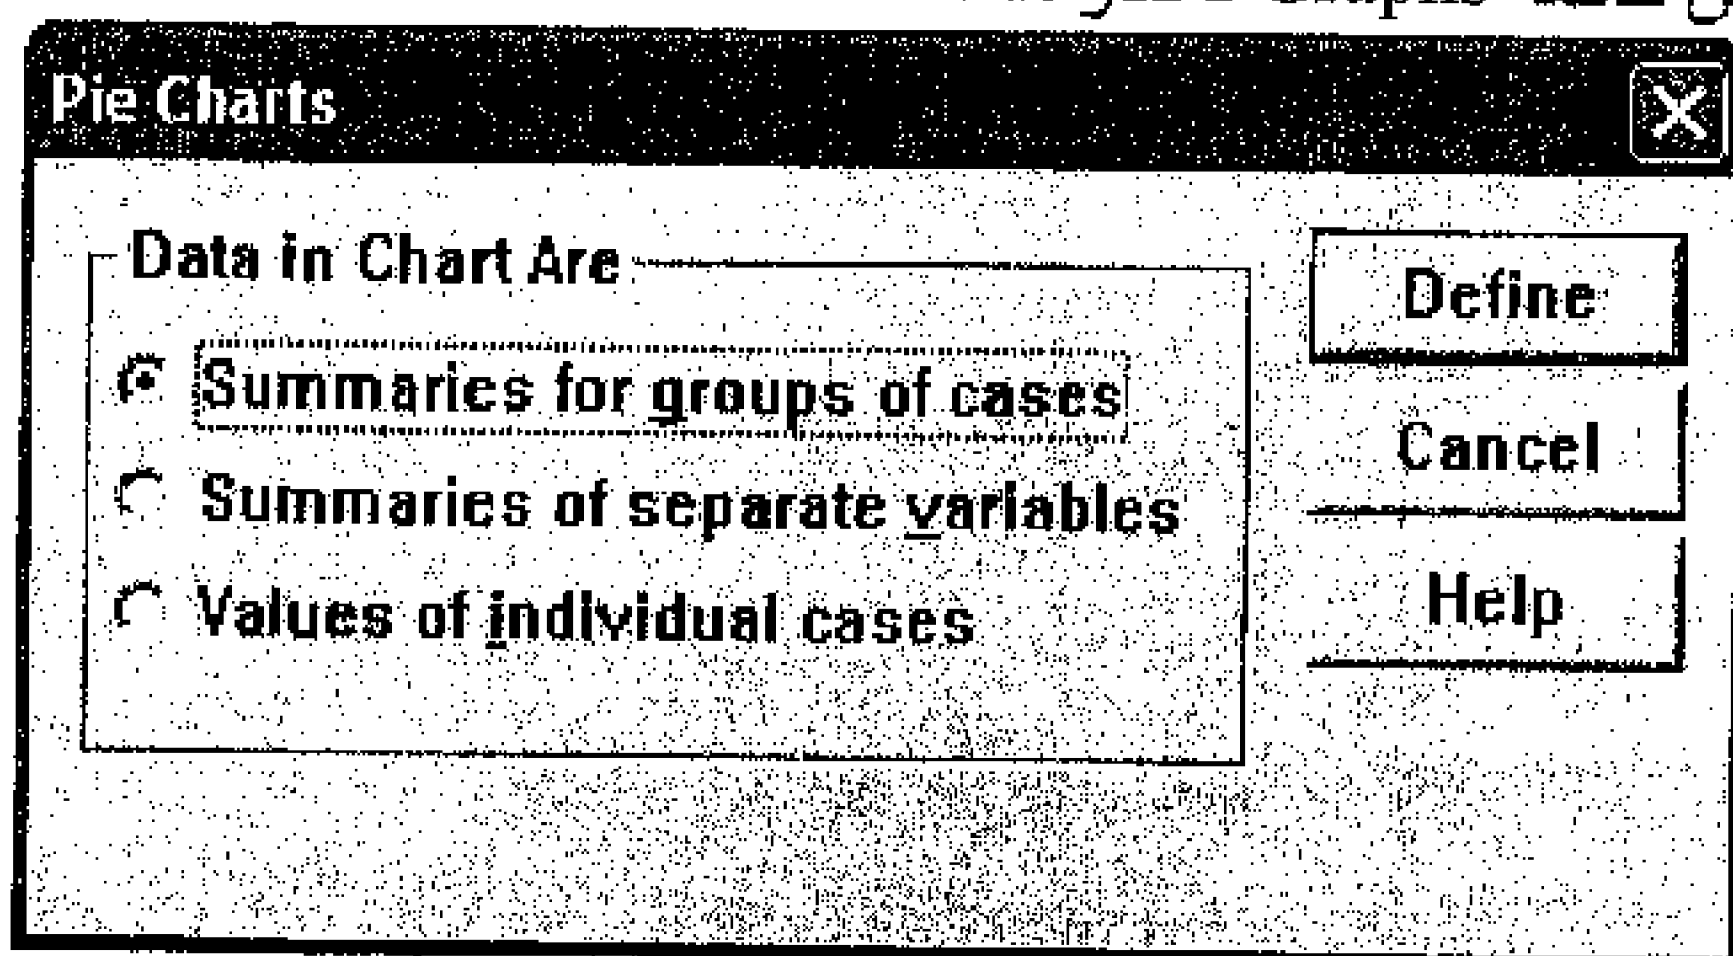 Graphs
Pie Charts
Data in Chart Are
Summaries for groups of cases
Summaries of separate variables
Values of individual cases
Define
Cancel
Help